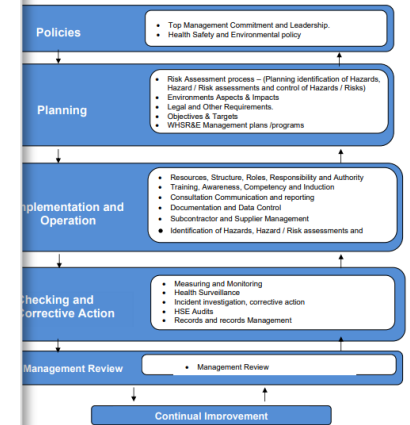 Policies
• Top Management Commitment and Leadership.
• Health Safety and Environmental policy
Planning
• Risk Assessment process – (Planning identification of Hazards,
Hazard / Risk assessments and control of Hazards / Risks)
• Environments Aspects & Impacts
• Legal and Other Requirements.
• Objectives & Targets
• WHSR&E Management plans /programs
mplementation and
Operation
• Resources, Structure, Roles, Responsibility and Authority
• Training, Awareness, Competency and Induction
• Consultation Communication and reporting
• Documentation and Data Control
• Subcontractor and Supplier Management
• Identification of Hazards, Hazard / Risk assessments and
Checking and
Corrective Action
• Measuring and Monitoring
• Health Surveillance
• Incident investigation, corrective action
• HSE Audits
• Records and records Management
Management Review
• Management Review
Continual Improvement